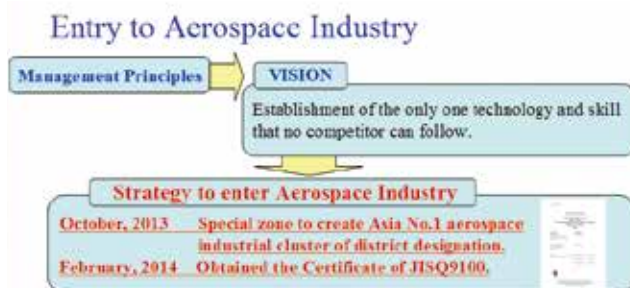 Entry to Aerospace Industry
Management Principles
VISION
Establishment of the only one technology and skill
that no competitor can follow.
Strategy to enter Aerospace Industry
October, 2013 Special zone to create Asia No.1 aerospace
industrial cluster of district designation.
February, 2014 Obtained the Certificate of JISQ9100.